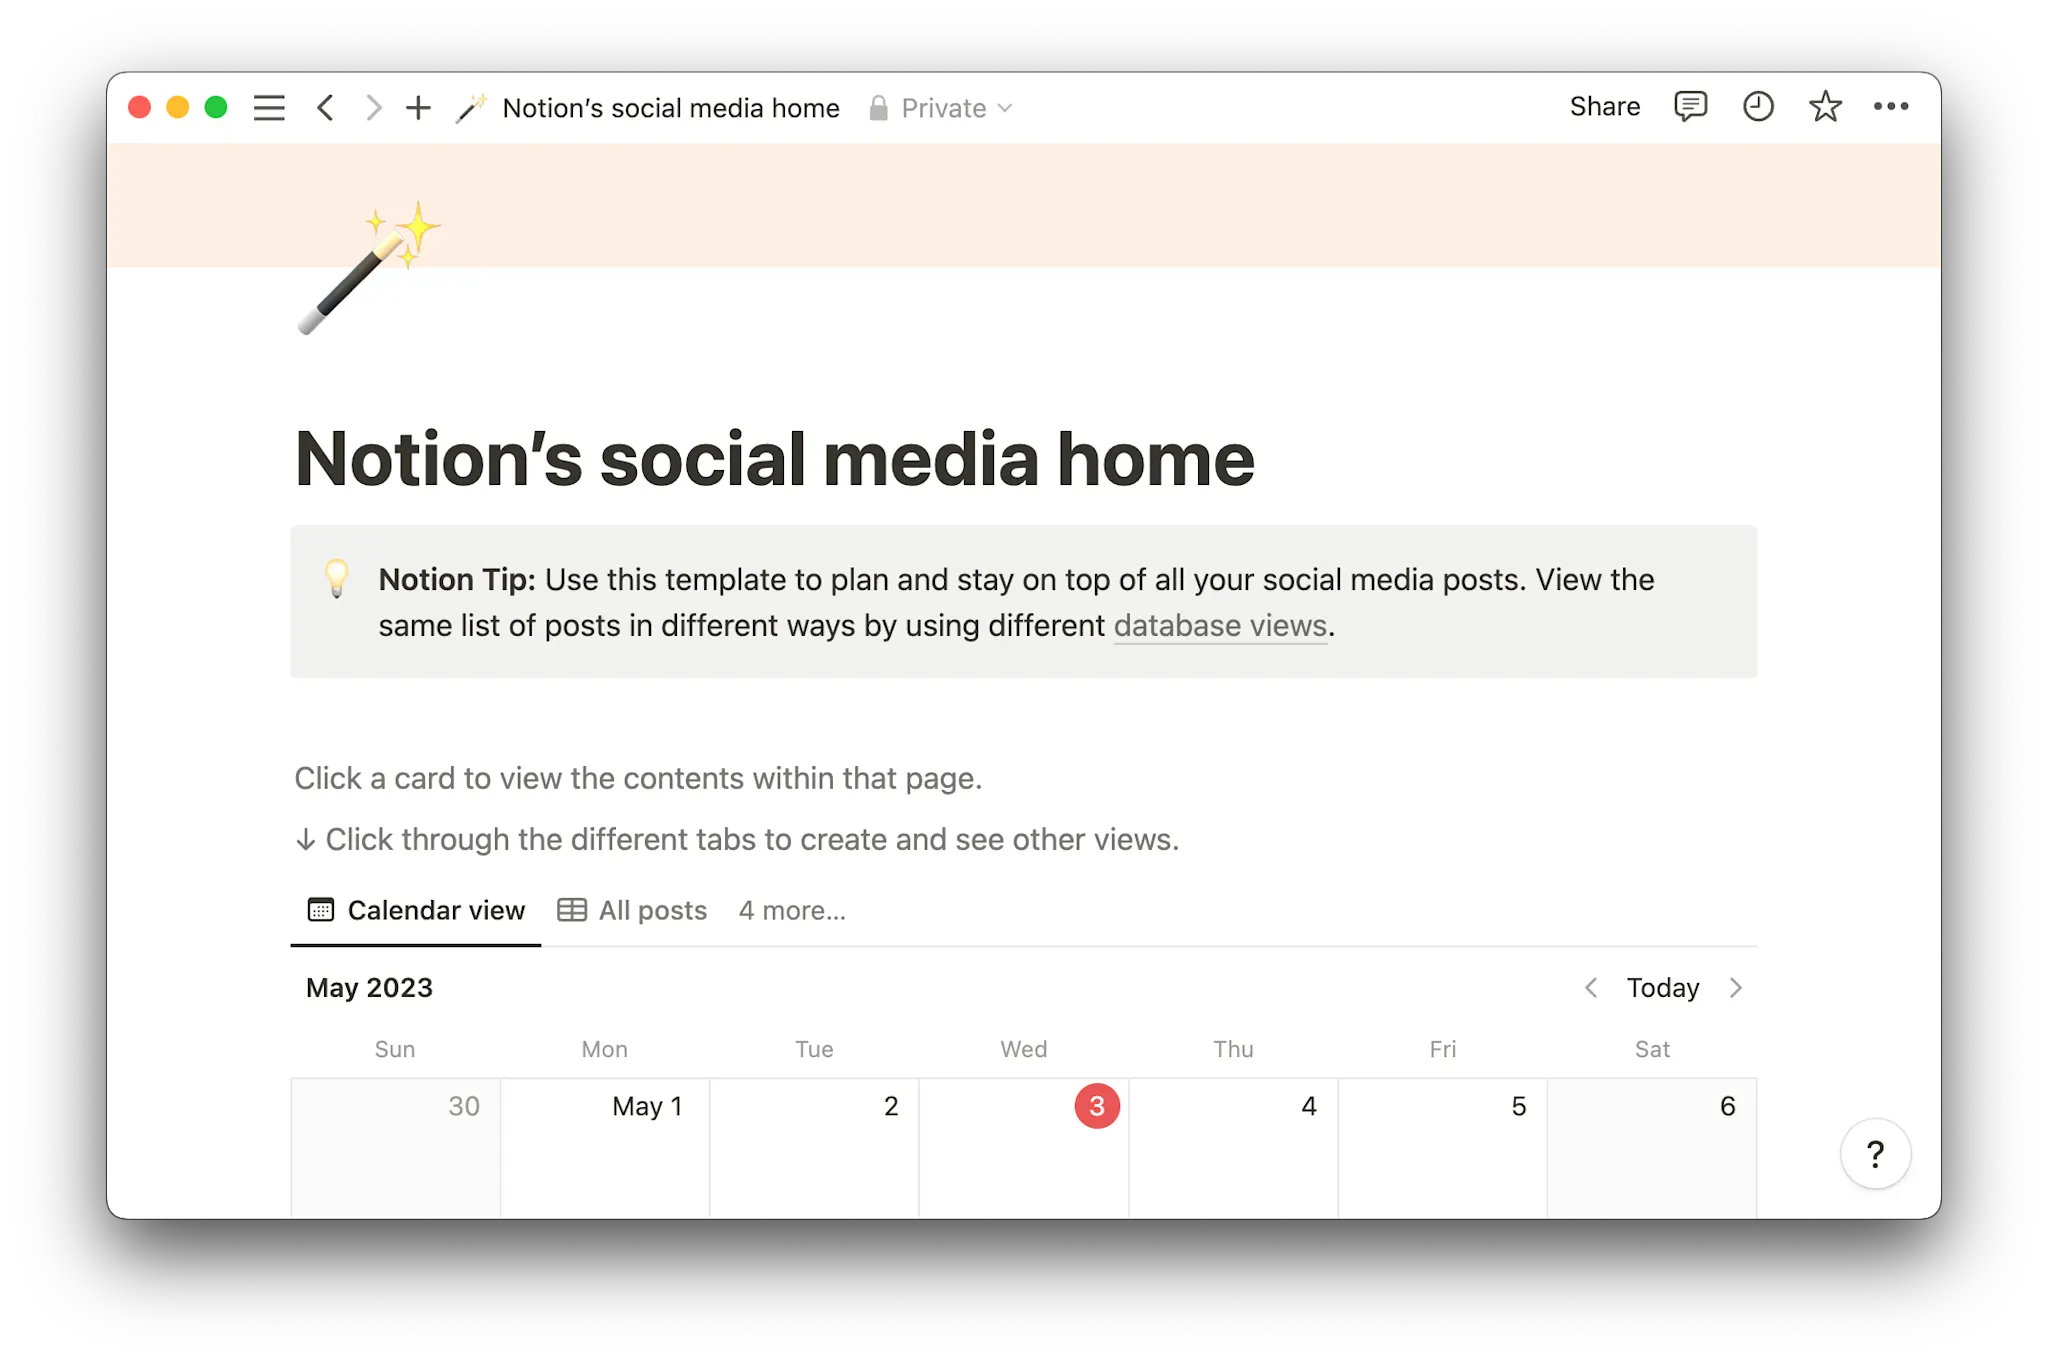 Notion’s social media home Private Share
Notion’s social media home
Notion Tip: Use this template to plan and stay on top of all your social media posts. View the
same list of posts in different ways by using different database views.
Click a card to view the contents within that page.
↓ Click through the different tabs to create and see other views.
Calendar view All posts 4 more...
May 2023 Today
Sun Mon Tue Wed Thu Fri Sat
30 May 1 2 3 4 5 6
?